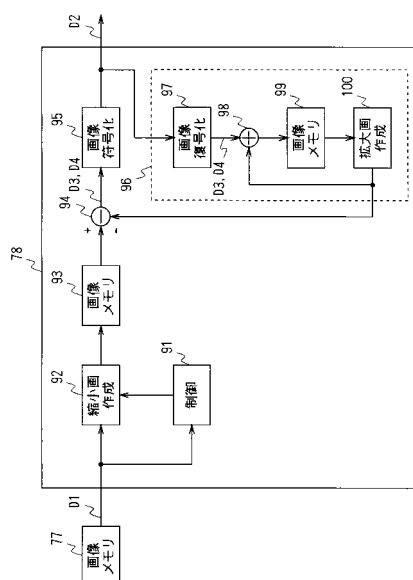 78
77
画像
メモリ
D1
92
縮小画
作成
91
制御
93
画像
メモリ
94
+
-
D3, D4
95
画像
符号化
D2
96
97
画像
復号化
98
D3, D4
99
画像
メモリ
100
拡大画
作成